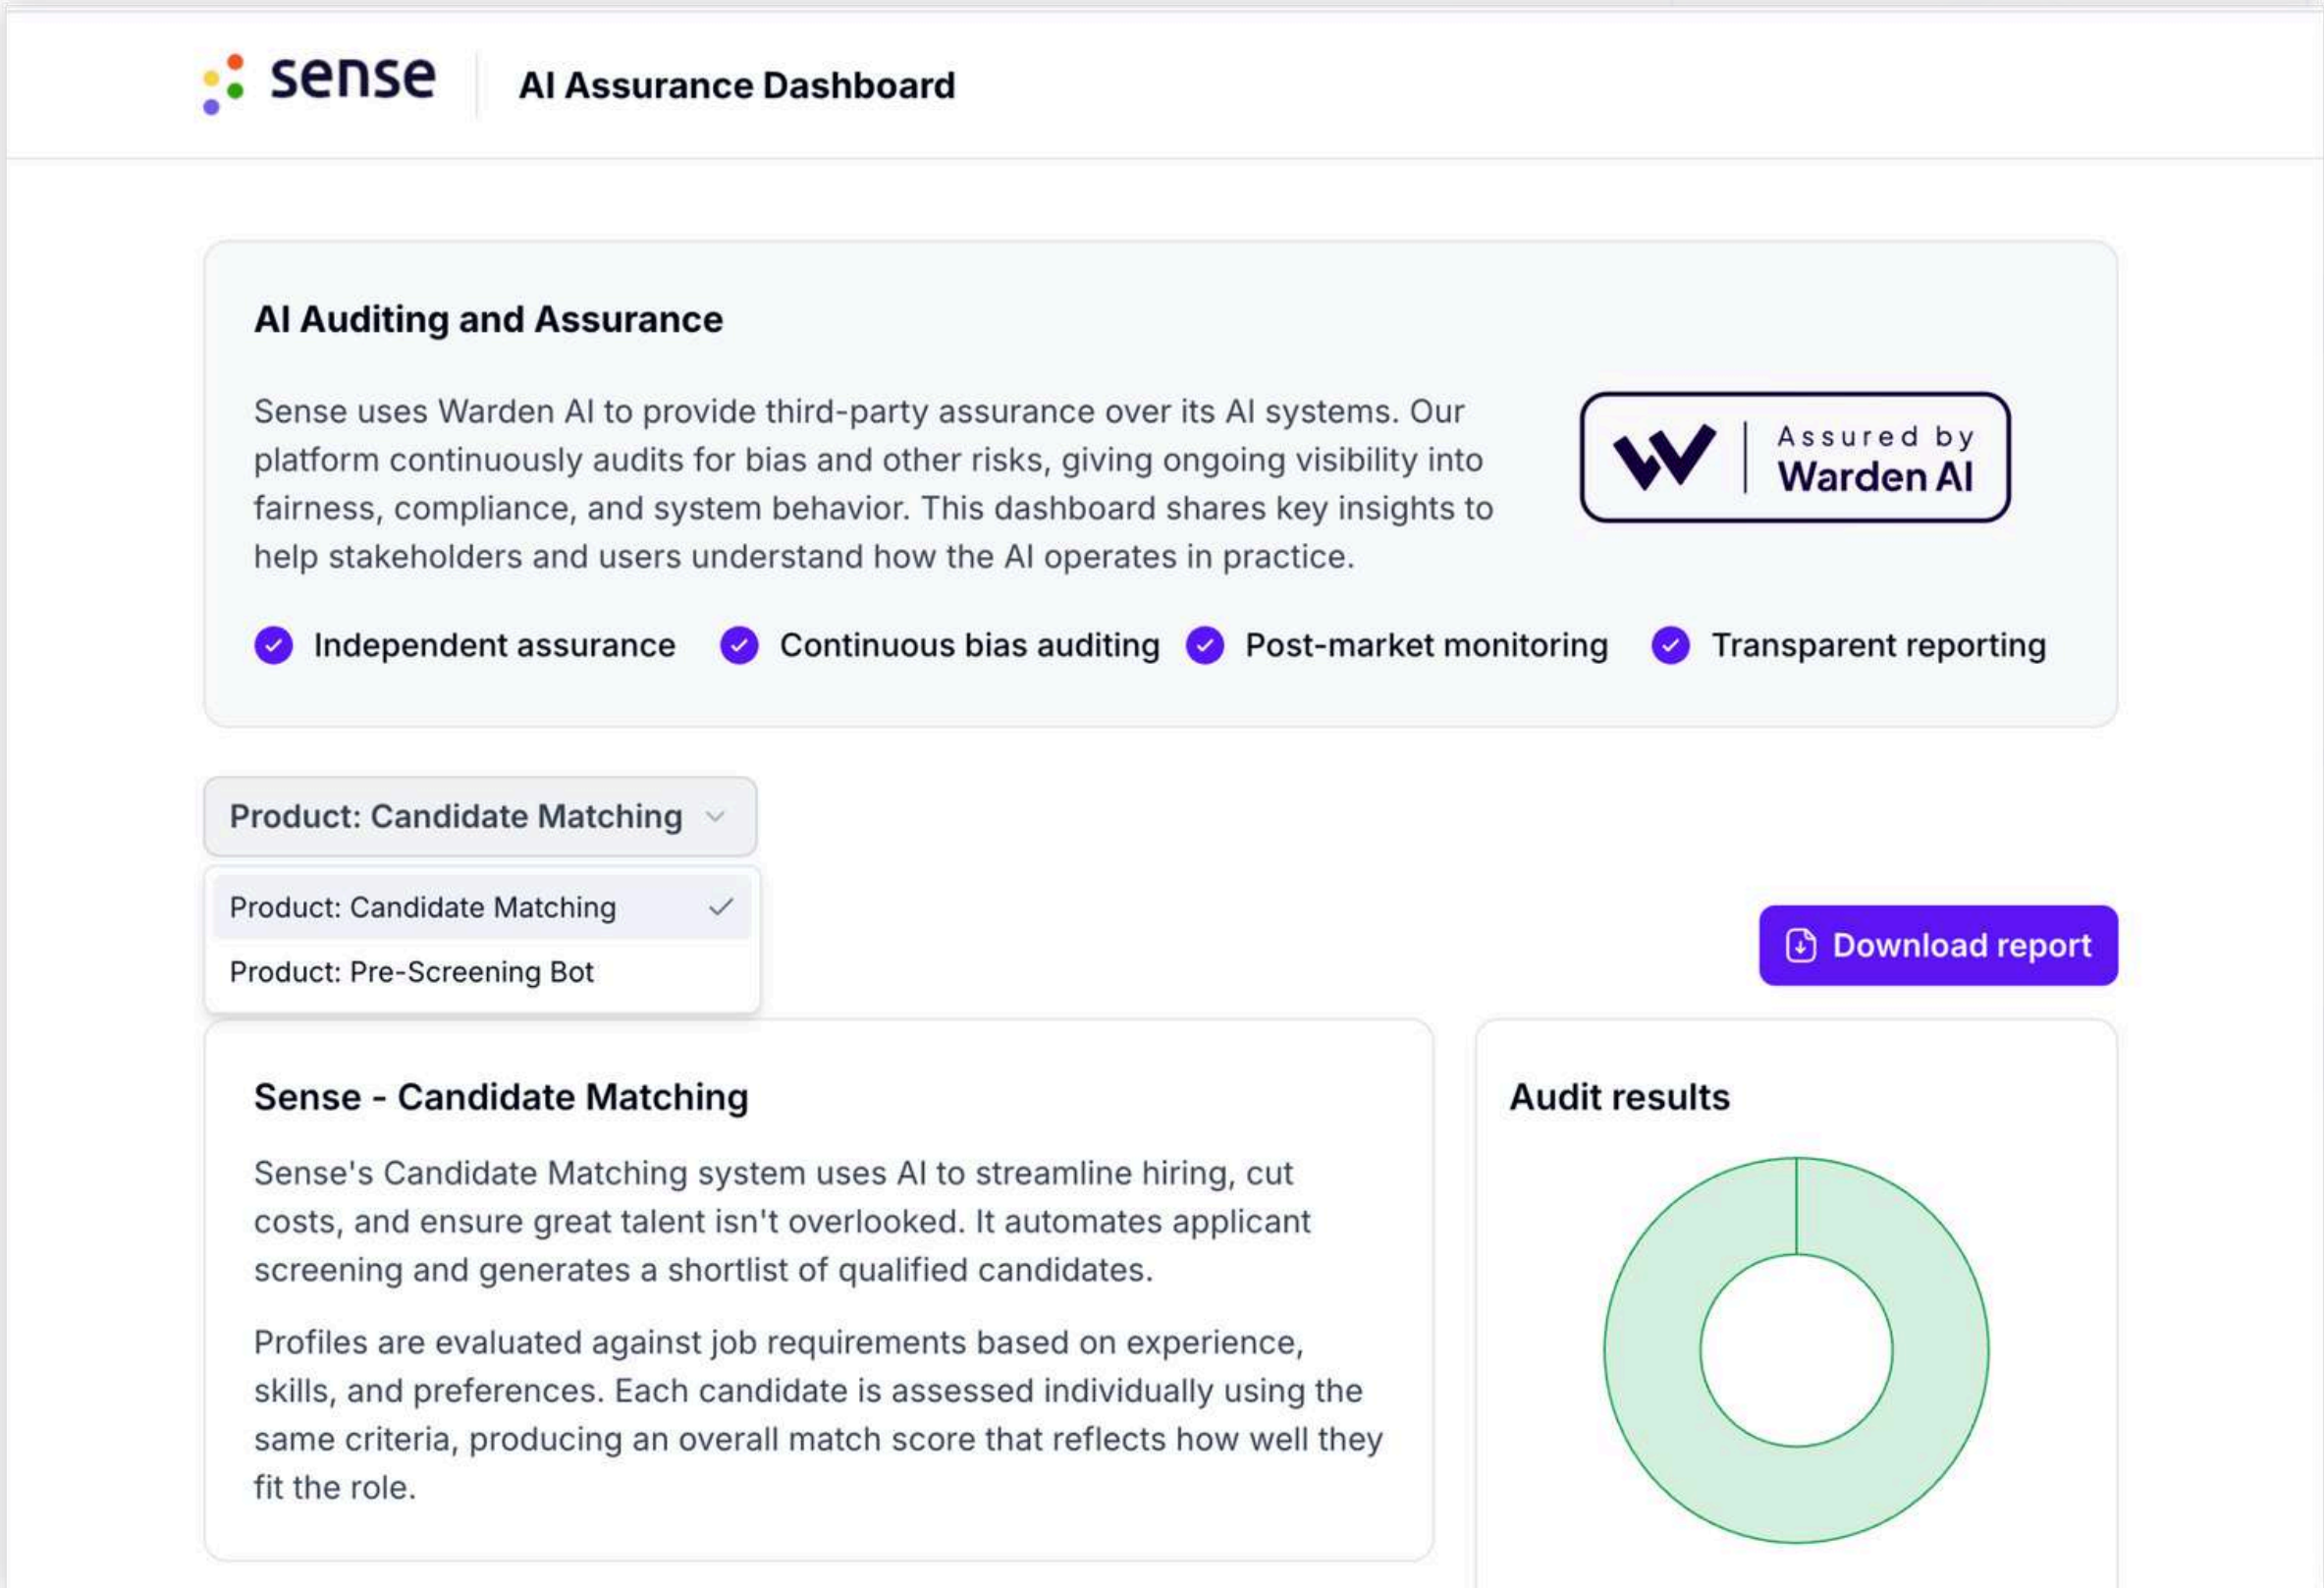 sense
AI Assurance Dashboard
AI Auditing and Assurance
Sense uses Warden AI to provide third-party assurance over its AI systems. Our
platform continuously audits for bias and other risks, giving ongoing visibility into
fairness, compliance, and system behavior. This dashboard shares key insights to
help stakeholders and users understand how the AI operates in practice.
Assured by
Warden AI
Independent assurance
Continuous bias auditing
Post-market monitoring
Transparent reporting
Product: Candidate Matching
Product: Candidate Matching
Product: Pre-Screening Bot
Download report
Sense - Candidate Matching
Sense's Candidate Matching system uses AI to streamline hiring, cut
costs, and ensure great talent isn't overlooked. It automates applicant
screening and generates a shortlist of qualified candidates.
Profiles are evaluated against job requirements based on experience,
skills, and preferences. Each candidate is assessed individually using the
same criteria, producing an overall match score that reflects how well they
fit the role.
Audit results